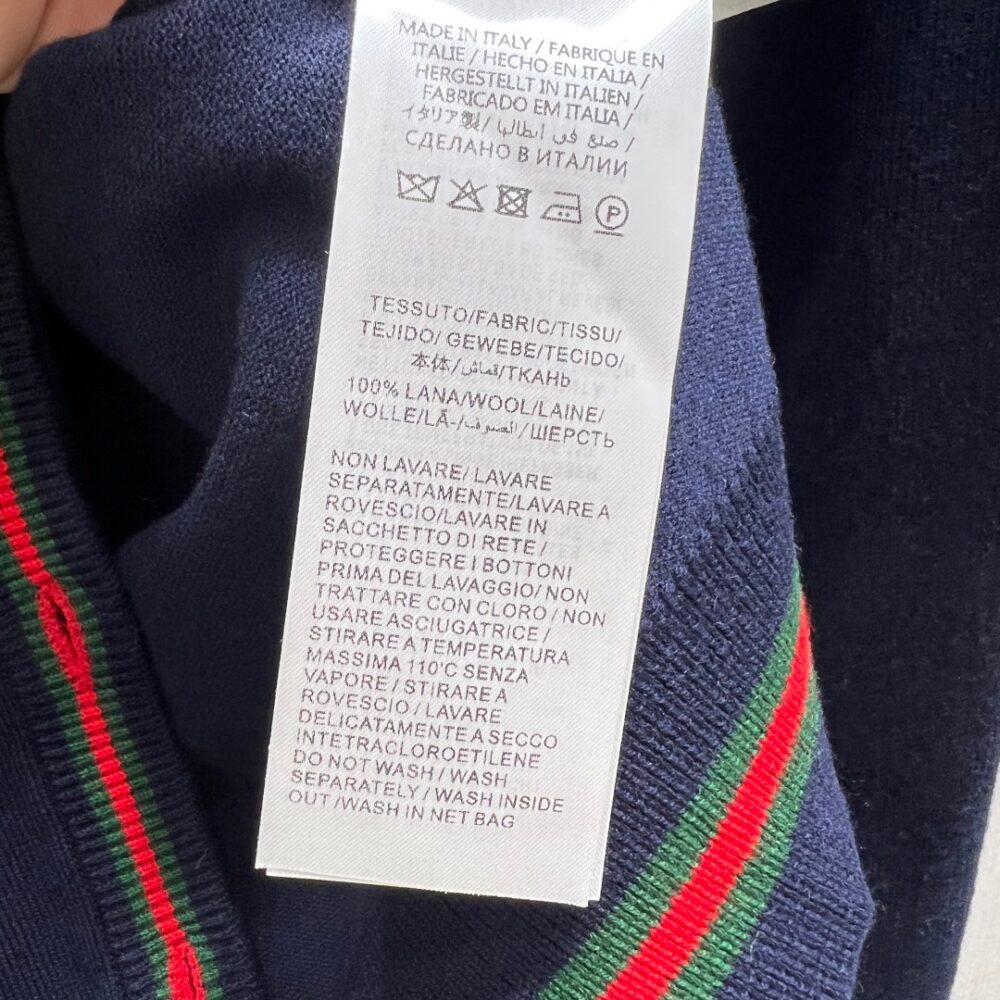 MADE IN ITALY / FABRIQUE EN
ITALIE / HECHO EN ITALIA /
HERGESTELLT IN ITALIEN /
FABRICADO EM ITALIA /
イタリア製 / صنع في ايطاليا /
СДЕЛАНО В ИТАЛИИ
P
TESSUTO/FABRIC/TISSU/
TEJIDO/ GEWEBE/TECIDO/
本体/قماش/ТКАНЬ
100% LANA/WOOL/LAINE/
WOLLE/LÃ-/الصوف/ШЕРСТЬ
NON LAVARE/ LAVARE
SEPARATAMENTE/LAVARE A
ROVESCIO/LAVARE IN
SACCHETTO DI RETE /
PROTEGGERE I BOTTONI
PRIMA DEL LAVAGGIO/ NON
TRATTARE CON CLORO / NON
USARE ASCIUGATRICE /
STIRARE A TEMPERATURA
MASSIMA 110'C SENZA
VAPORE / STIRARE A
ROVESCIO / LAVARE
DELICATAMENTE A SECCO
INTETRACLOROETILENE
DO NOT WASH / WASH
SEPARATELY / WASH INSIDE
OUT /WASH IN NET BAG